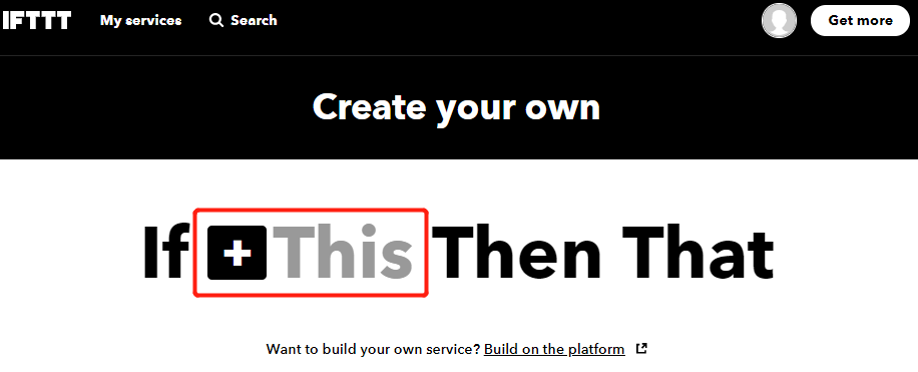 IFTTT My services Search Get more
Create your own
If + This Then That
Want to build your own service? Build on the platform